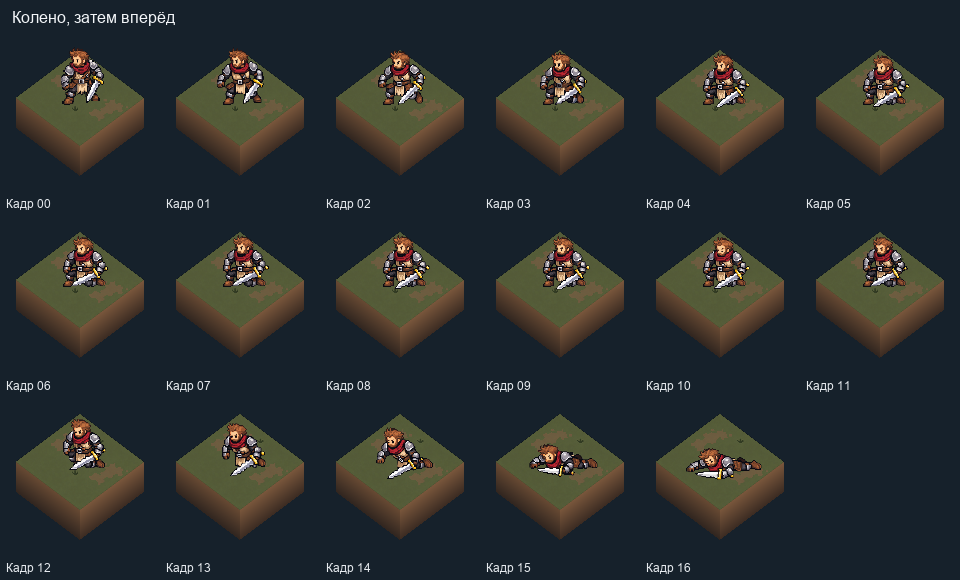 Колено, затем вперёд
Кадр 00 Кадр 01 Кадр 02 Кадр 03 Кадр 04 Кадр 05
Кадр 06 Кадр 07 Кадр 08 Кадр 09 Кадр 10 Кадр 11
Кадр 12 Кадр 13 Кадр 14 Кадр 15 Кадр 16